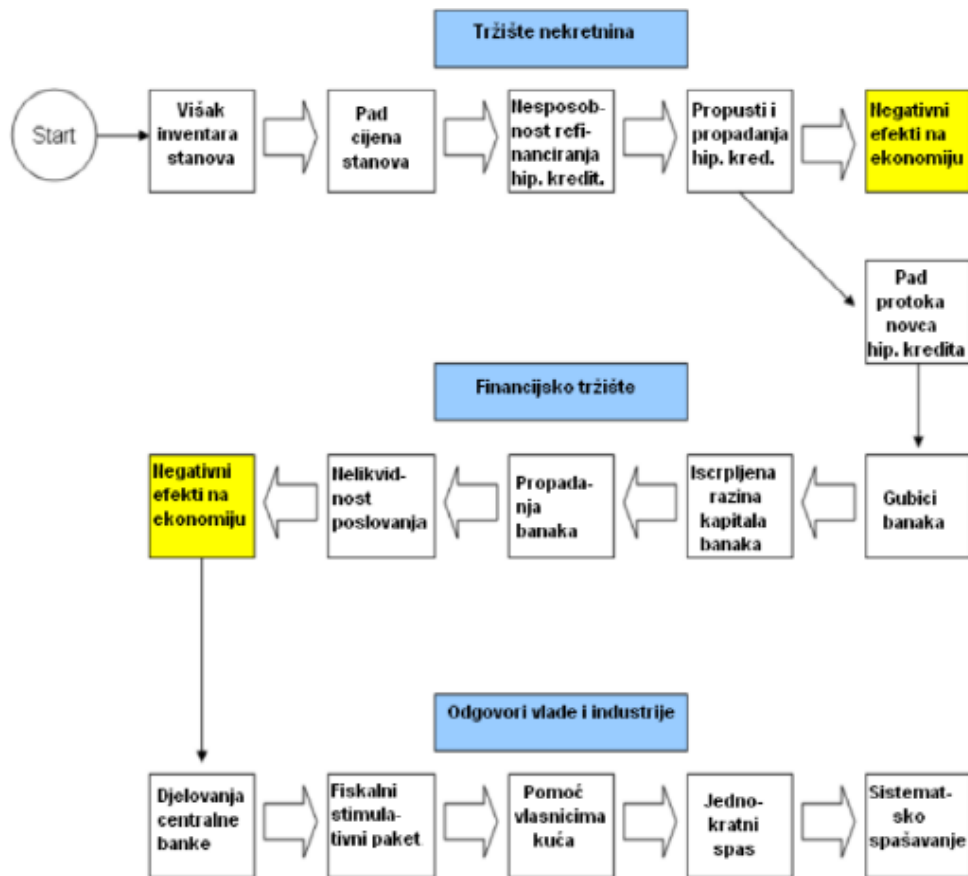 Tržište nekretnina
Start
Višak
inventara
stanova
Pad
cijena
stanova
Nesposob-
nost refi-
nanciranja
hip. kredit.
Propusti i
propadanja
hip. kred.
Negativni
efekti na
ekonomiju
Pad
protoka
novca
hip. kredita
Financijsko tržište
Negativni
efekti na
ekonomiju
Nelikvid-
nost
poslovanja
Propada-
nja
banaka
Iscrpljena
razina
kapitala
banaka
Gubici
banaka
Odgovori vlade i industrije
Djelovanja
centralne
banke
Fiskalni
stimula-
tivni paket
Pomoć
vlasnicima
kuća
Jedno-
kratni
spas
Sistemat-
sko
spašavanje